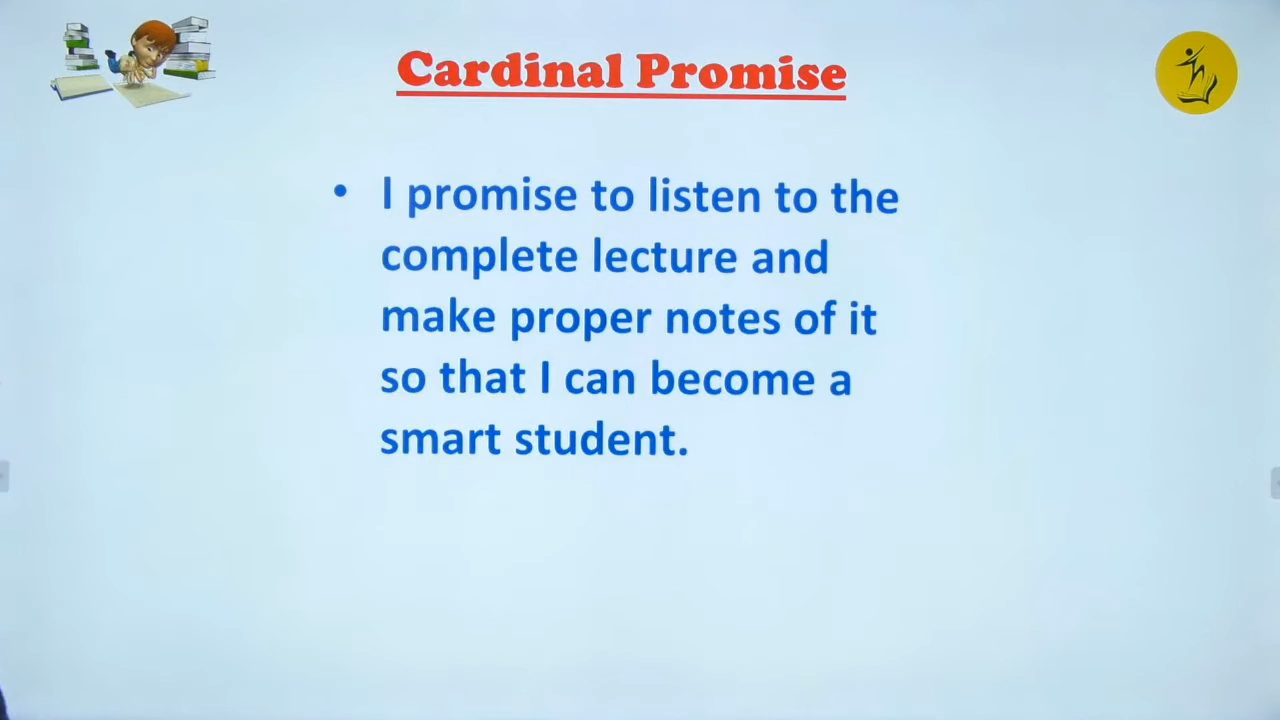 Cardinal Promise
• I promise to listen to the
complete lecture and
make proper notes of it
so that I can become a
smart student.